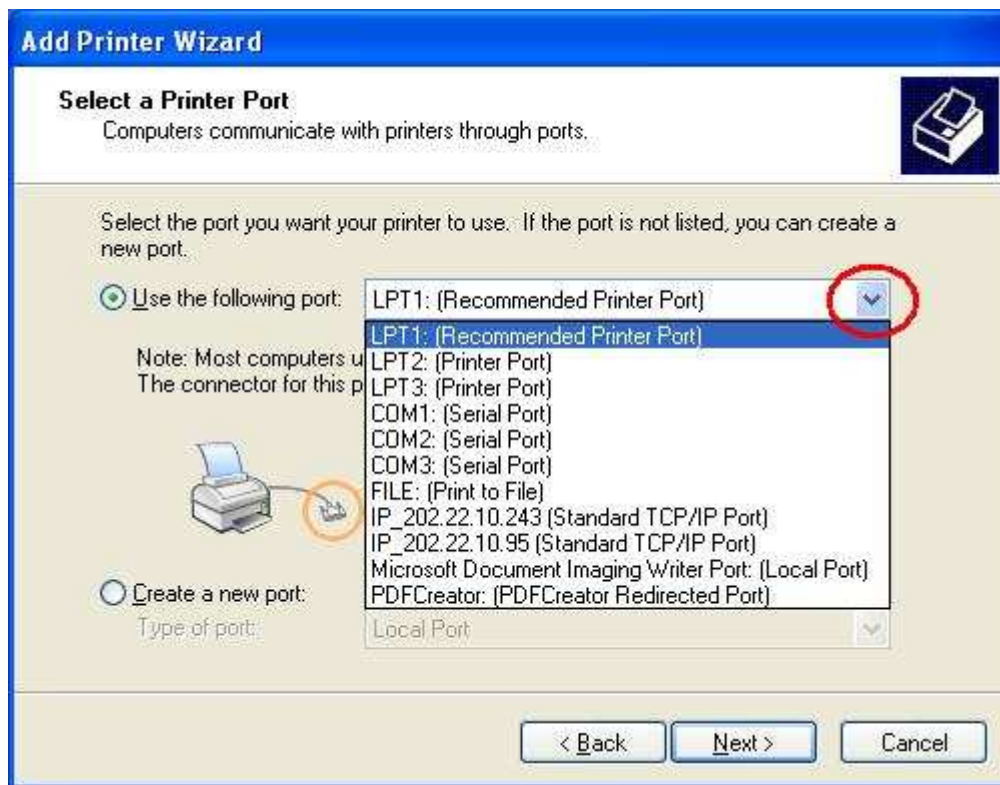 Add Printer Wizard
Select a Printer Port
Computers communicate with printers through ports.
Select the port you want your printer to use. If the port is not listed, you can create a
new port.
Use the following port: LPT1: (Recommended Printer Port)
LPT1: (Recommended Printer Port)
Note: Most computers u LPT2: (Printer Port)
The connector for this p LPT3: (Printer Port)
COM1: (Serial Port)
COM2: (Serial Port)
COM3: (Serial Port)
FILE: (Print to File)
IP_202.22.10.243 (Standard TCP/IP Port)
IP_202.22.10.95 (Standard TCP/IP Port)
Microsoft Document Imaging Writer Port: (Local Port)
Create a new port: PDFCreator: (PDFCreator Redirected Port)
Type of port: Local Port
< Back Next > Cancel